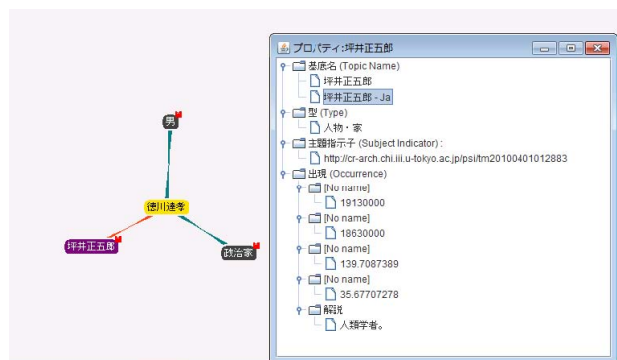 男
徳川達孝
坪井正五郎
政治家
プロパティ:坪井正五郎
基底名 (Topic Name)
坪井正五郎
坪井正五郎 - Ja
型 (Type)
人物・家
主題指示子 (Subject Indicator) :
http://cr-arch.chi.iii.u-tokyo.ac.jp/psi/tm20100401012883
出現 (Occurrence)
[No name]
19130000
[No name]
18630000
[No name]
139.7087389
[No name]
35.67707278
解説
人類学者。